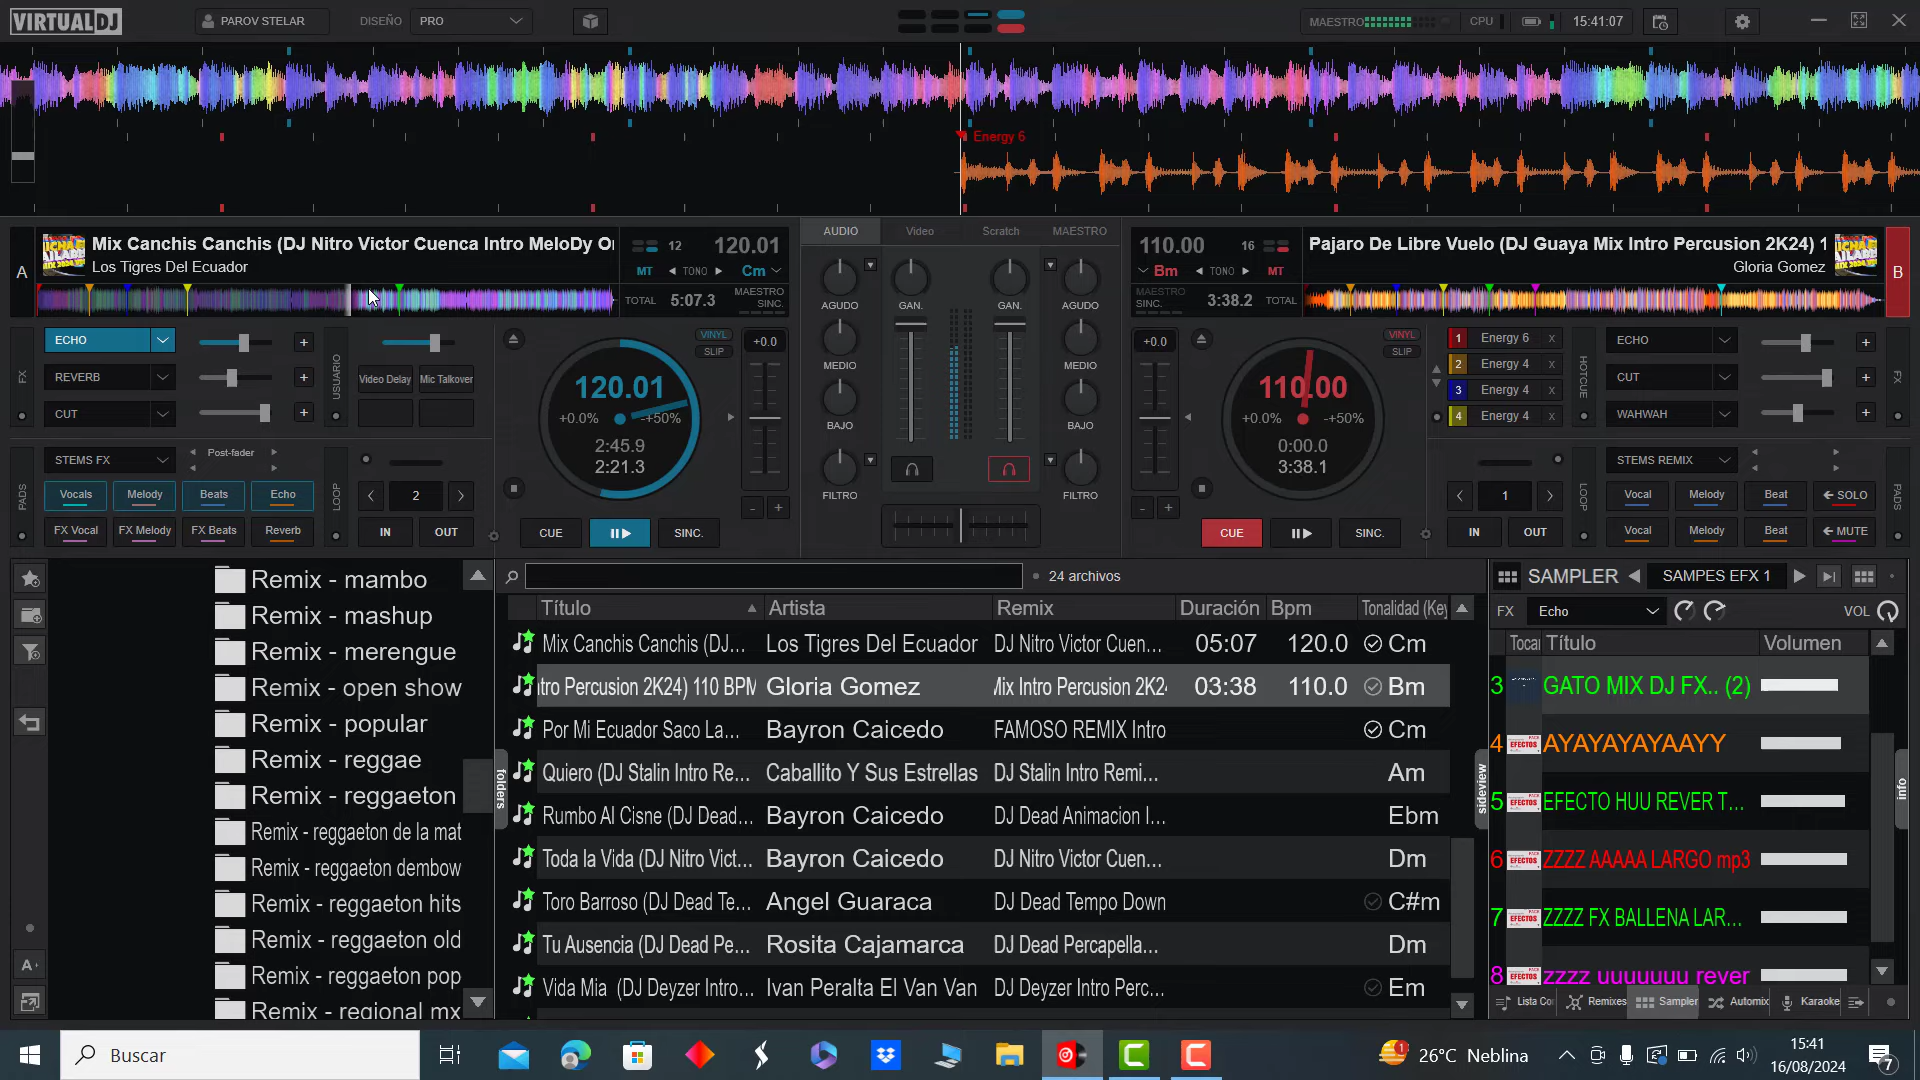 VIRTUALDJ
PAROV STELAR
DISEÑO
PRO
MAESTRO
CPU
15:41:07
Energy 6
A
Mix Canchis Canchis (DJ Nitro Victor Cuenca Intro MeloDy
Los Tigres Del Ecuador
12
120.01
MT
TONO
Cm
TOTAL
5:07.3
MAESTRO
SINC.
AUDIO
Video
Scratch
MAESTRO
110.00
16
Bm
TONO
MT
MAESTRO
SINC.
3:38.2
TOTAL
Pajaro De Libre Vuelo (DJ Guaya Mix Intro Percusion 2K24) 1
Gloria Gomez
B
FX
ECHO
REVERB
CUT
USUARIO
Video Delay
Mic Talkover
VINYL
SLIP
120.01
+0.0%
-+50%
2:45.9
2:21.3
+0.0
AGUDO
GAN.
GAN.
AGUDO
MEDIO
MEDIO
BAJO
BAJO
FILTRO
FILTRO
+0.0
VINYL
SLIP
110.00
+0.0%
-+50%
0:00.0
3:38.1
1 Energy 6 x
2 Energy 4 x
3 Energy 4 x
4 Energy 4 x
HOTCUE
ECHO
CUT
WAHWAH
FX
PADS
STEMS FX
Post-fader
Vocals
Melody
Beats
Echo
FX Vocal
FX Melody
FX Beats
Reverb
LOOP
2
IN
OUT
CUE
SINC.
CUE
SINC.
1
IN
OUT
LOOP
STEMS REMIX
Vocal
Melody
Beat
SOLO
Vocal
Melody
Beat
MUTE
PADS
Remix - mambo
Remix - mashup
Remix - merengue
Remix - open show
Remix - popular
Remix - reggae
Remix - reggaeton
Remix - reggaeton de la mat
Remix - reggaeton dembow
Remix - reggaeton hits
Remix - reggaeton old
Remix - reggaeton pop
Remix - regional mx
folders
24 archivos
Título Artista Remix Duración Bpm Tonalidad (Key
Mix Canchis Canchis (DJ... Los Tigres Del Ecuador DJ Nitro Victor Cuen... 05:07 120.0 Cm
ntro Percusion 2K24) 110 BPM Gloria Gomez Mix Intro Percusion 2K24 03:38 110.0 Bm
Por Mi Ecuador Saco La... Bayron Caicedo FAMOSO REMIX Intro Cm
Quiero (DJ Stalin Intro Re... Caballito Y Sus Estrellas DJ Stalin Intro Remi... Am
Rumbo Al Cisne (DJ Dead... Bayron Caicedo DJ Dead Animacion I... Ebm
Toda la Vida (DJ Nitro Vict... Bayron Caicedo DJ Nitro Victor Cuen... Dm
Toro Barroso (DJ Dead Te... Angel Guaraca DJ Dead Tempo Down C#m
Tu Ausencia (DJ Dead Pe... Rosita Cajamarca DJ Dead Percapella... Dm
Vida Mia (DJ Deyzer Intro... Ivan Peralta El Van Van DJ Deyzer Intro Perc... Em
sideview
SAMPLER
SAMPES EFX 1
FX
Echo
VOL
Tocar Título Volumen
3 GATO MIX DJ FX.. (2)
4 AYAYAYAYAAYY
5 EFECTO HUU REVER T...
6 ZZZZ AAAAA LARGO mp3
7 ZZZZ FX BALLENA LAR...
8 zzzz uuuuuuu rever
info
Lista Co
Remixes
Sampler
Automix
Karaoke
Buscar
26°C Neblina
15:41
16/08/2024
7